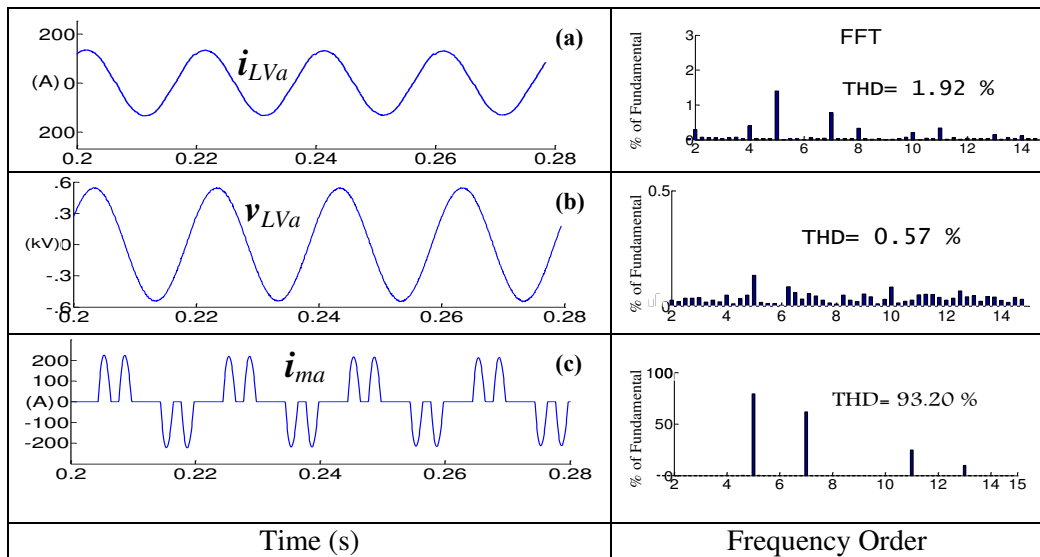 200
(a)
i LVa
(A) 0
200
0.2 0.22 0.24 0.26 0.28
% of Fundamental
3
2
1
0
FFT
THD= 1.92 %
2 4 6 8 10 12 14
.6
.3
(kV) 0
-.3
-.6
(b)
v LVa
0.2 0.22 0.24 0.26 0.28
% of Fundamental
0.5
0
THD= 0.57 %
2 4 6 8 10 12 14
200
100
(A) 0
-100
-200
(c)
i ma
0.2 0.22 0.24 0.26 0.28
% of Fundamental
100
50
0
THD= 93.20 %
2 4 6 8 10 12 14 15
Time (s)
Frequency Order